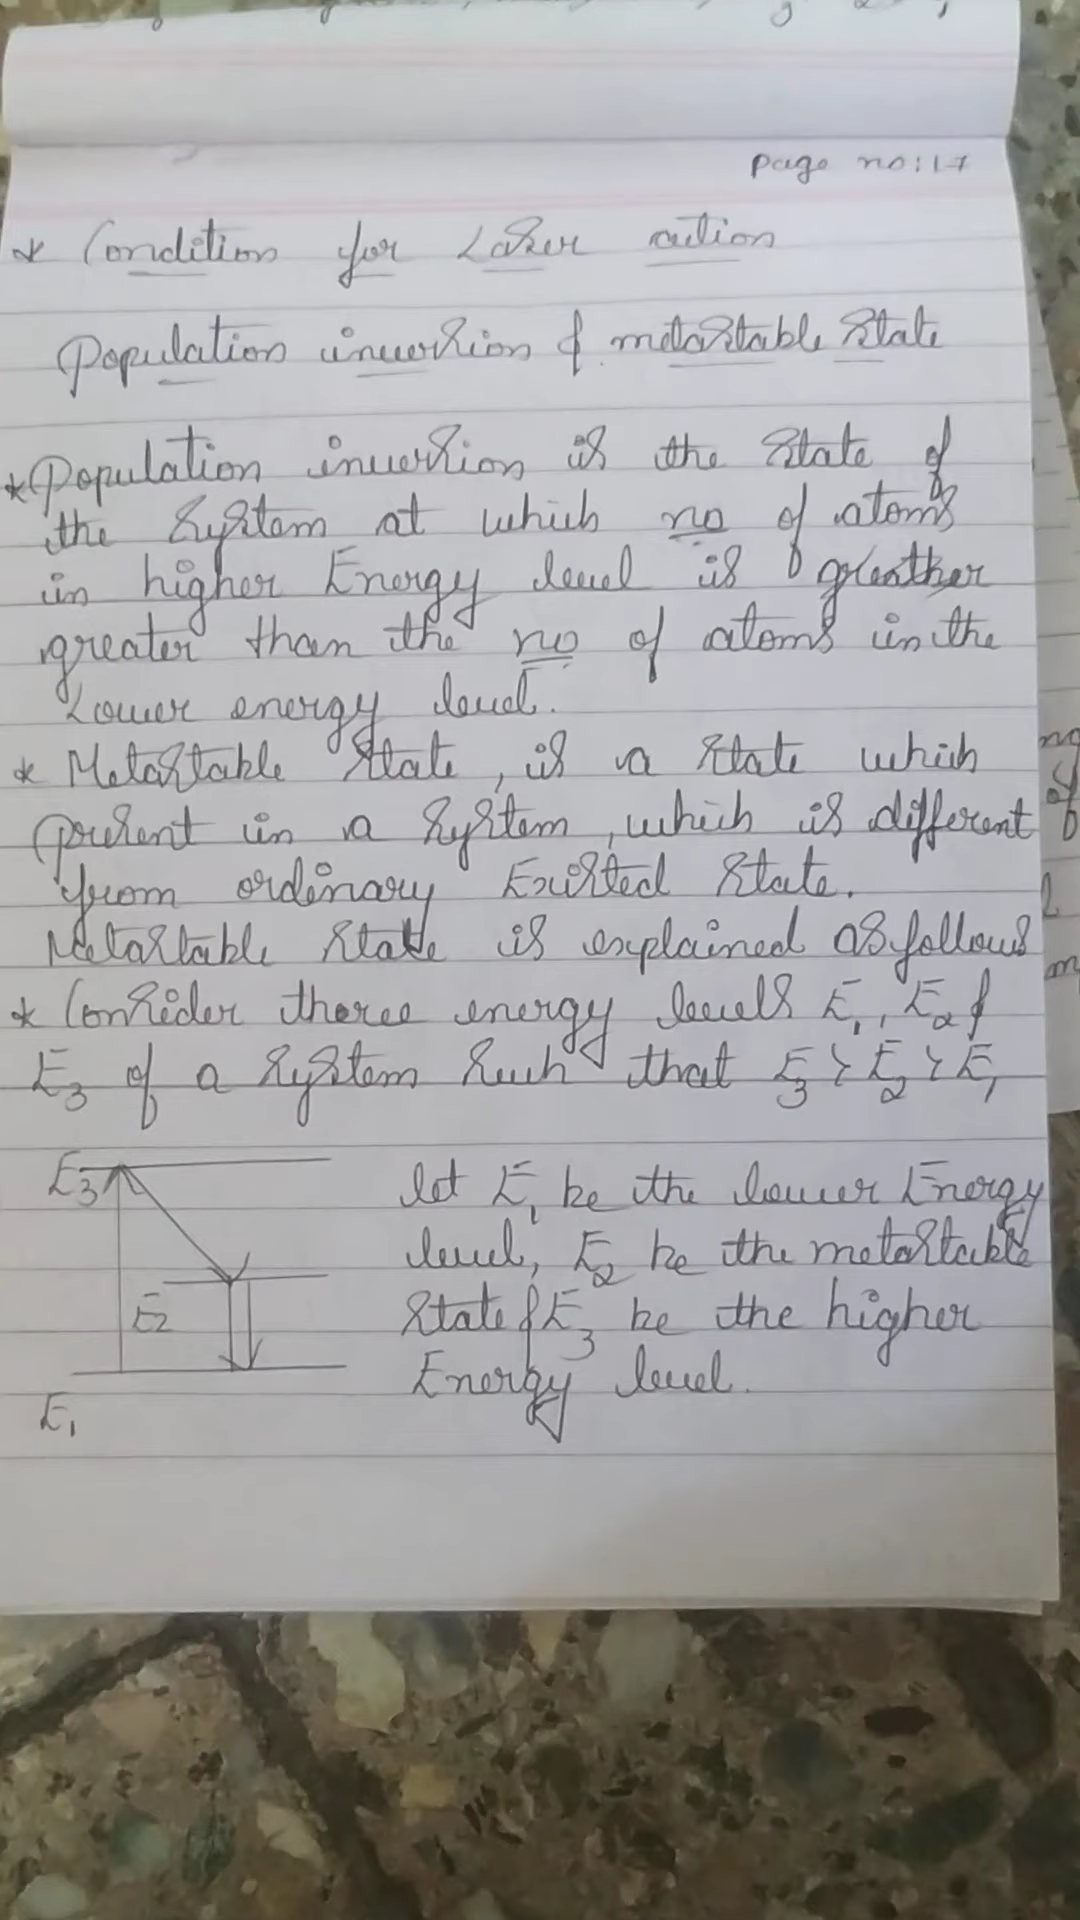 Page no: 17
* Condition for Laser action
Population inversion & metastable state
* Population inversion is the state of
the system at which no of atoms
in higher Energy level is greather
greater than the no of atoms in the
Lower energy level.
* Metastable state, is a state which
present in a system, which is different
from ordinary Existed state.
Metastable state is explained as follows
* Consider theree energy levels E₁, E₂ &
E₃ of a system such that E₃ > E₂ > E₁
E₃
let E₁ be the lower Energy
level, E₂ be the metastable
E₂
state & E₃ be the higher
Energy level.
E₁